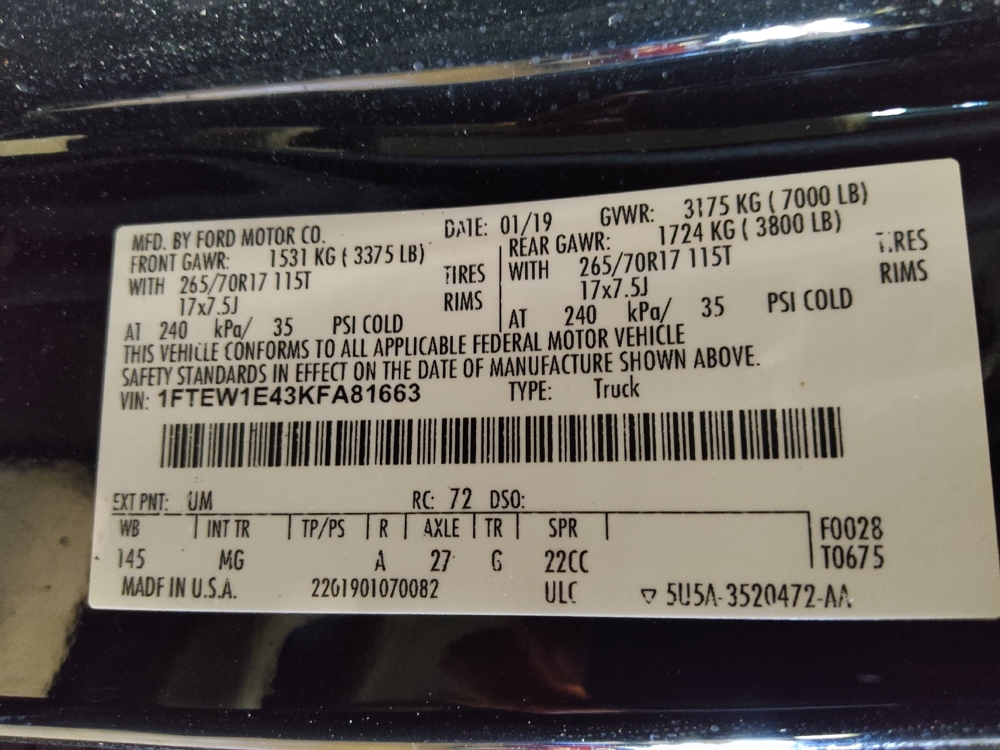 MFD. BY FORD MOTOR CO. DATE: 01/19 GVWR: 3175 KG ( 7000 LB)
FRONT GAWR: 1531 KG ( 3375 LB) REAR GAWR: 1724 KG ( 3800 LB)
WITH 265/70R17 115T TIRES WITH 265/70R17 115T TIRES
17x7.5J RIMS 17x7.5J RIMS
AT 240 kPa/ 35 PSI COLD AT 240 kPa/ 35 PSI COLD
THIS VEHICLE CONFORMS TO ALL APPLICABLE FEDERAL MOTOR VEHICLE
SAFETY STANDARDS IN EFFECT ON THE DATE OF MANUFACTURE SHOWN ABOVE.
VIN: 1FTEW1E43KFA81663 TYPE: Truck
EXT PNT: UM RC: 72 DSO:
WB INT TR TP/PS R AXLE TR SPR F0028
145 MG A 27 G 22CC T0675
MADE IN U.S.A. 2201901070082 ULC ▽ 5U5A-3520472-AA